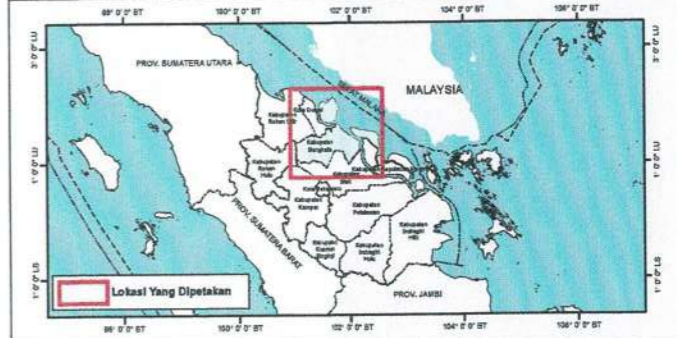 98° 0' 0" BT 100° 0' 0" BT 102° 0' 0" BT 104° 0' 0" BT 106° 0' 0" BT
PROV. SUMATERA UTARA
MALAYSIA
SELAT MALAKA
Kota Dumai
Kabupaten
Rokan Hilir
Kabupaten
Bengkalis
Kabupaten
Rokan
Hulu
Kabupaten
Siak
Kabupaten Kepulauan
Kota Pekanbaru
Kabupaten
Kampar
Kabupaten
Pelalawan
Kabupaten
Indragiri
Hilir
Kabupaten
Kuantan
Singingi
Kabupaten
Indragiri
Hulu
PROV. SUMATERA BARAT
PROV. JAMBI
Lokasi Yang Dipetakan
98° 0' 0" BT 100° 0' 0" BT 102° 0' 0" BT 104° 0' 0" BT 106° 0' 0" BT